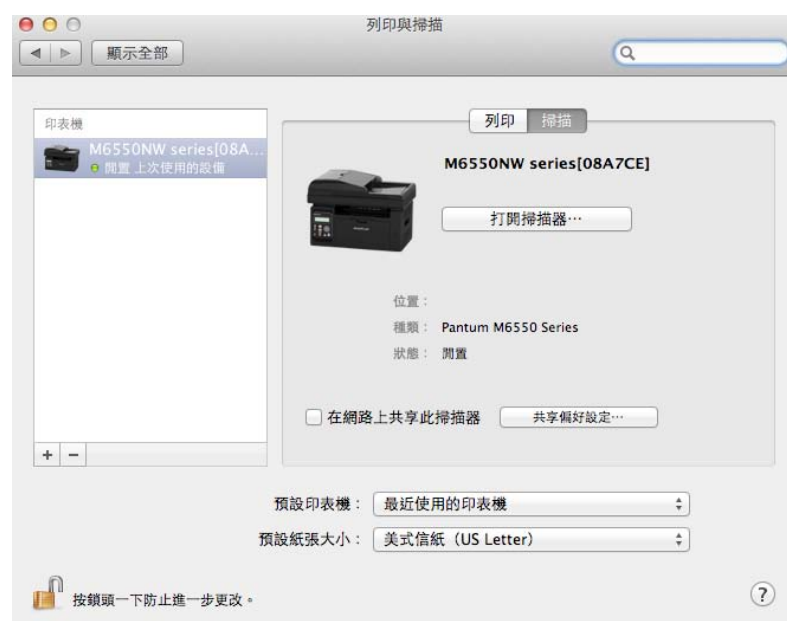 列印與掃描
顯示全部
印表機
M6550NW series[08A...
閒置 上次使用的設備
列印 掃描
M6550NW series[08A7CE]
打開掃描器…
位置：
種類： Pantum M6550 Series
狀態： 閒置
在網路上共享此掃描器 共享偏好設定…
+ −
預設印表機： 最近使用的印表機
預設紙張大小： 美式信紙（US Letter）
按鎖頭一下防止進一步更改。
?